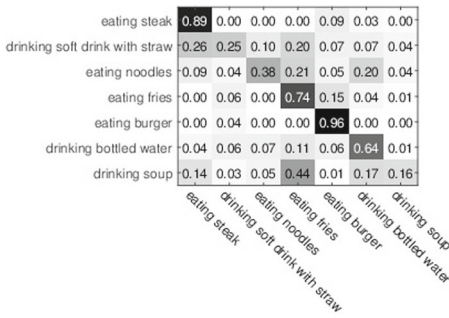 eating steak 0.89 0.00 0.00 0.00 0.09 0.03 0.00
drinking soft drink with straw 0.26 0.25 0.10 0.20 0.07 0.07 0.04
eating noodles 0.09 0.04 0.38 0.21 0.05 0.20 0.04
eating fries 0.00 0.06 0.00 0.74 0.15 0.04 0.01
eating burger 0.00 0.04 0.00 0.00 0.96 0.00 0.00
drinking bottled water 0.04 0.06 0.07 0.11 0.06 0.64 0.01
drinking soup 0.14 0.03 0.05 0.44 0.01 0.17 0.16
eating steak
drinking soft drink with straw
eating noodles
eating fries
eating burger
drinking bottled water
drinking soup